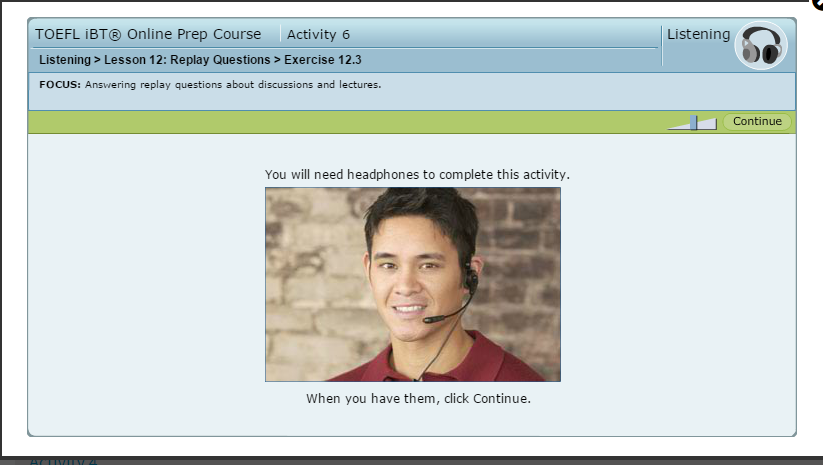 TOEFL iBT® Online Prep Course Activity 6 Listening
Listening > Lesson 12: Replay Questions > Exercise 12.3
FOCUS: Answering replay questions about discussions and lectures.
Continue
You will need headphones to complete this activity.
When you have them, click Continue.
Activity 4